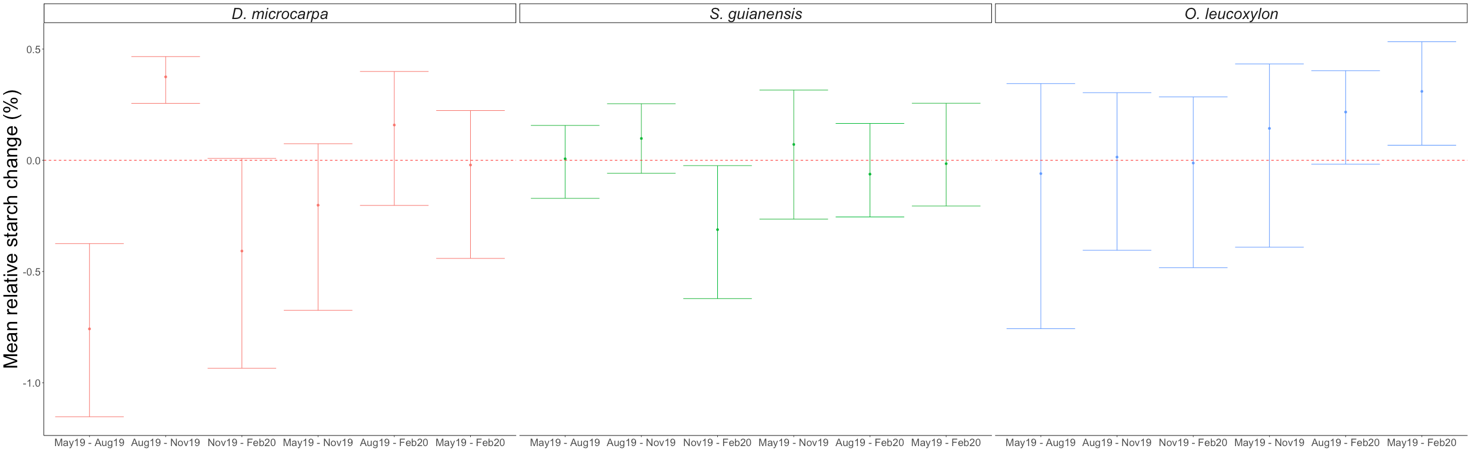 D. microcarpa S. guianensis O. leucoxylon
Mean relative starch change (%)
0.5
0.0
-0.5
-1.0
May19 - Aug19 Aug19 - Nov19 Nov19 - Feb20 May19 - Nov19 Aug19 - Feb20 May19 - Feb20 May19 - Aug19 Aug19 - Nov19 Nov19 - Feb20 May19 - Nov19 Aug19 - Feb20 May19 - Feb20 May19 - Aug19 Aug19 - Nov19 Nov19 - Feb20 May19 - Nov19 Aug19 - Feb20 May19 - Feb20